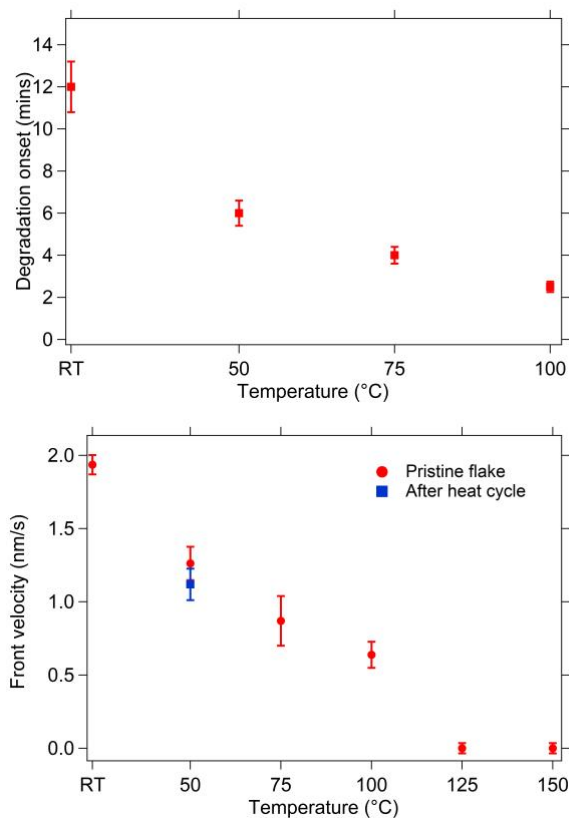 14
12
10
8
6
4
2
0
Degradation onset (mins)
RT 50 75 100
Temperature (°C)
2.0
1.5
1.0
0.5
0.0
Front velocity (nm/s)
Pristine flake
After heat cycle
RT 50 75 100 125 150
Temperature (°C)